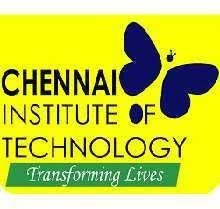 CHENNAI
INSTITUTE OF
TECHNOLOGY
Transforming Lives